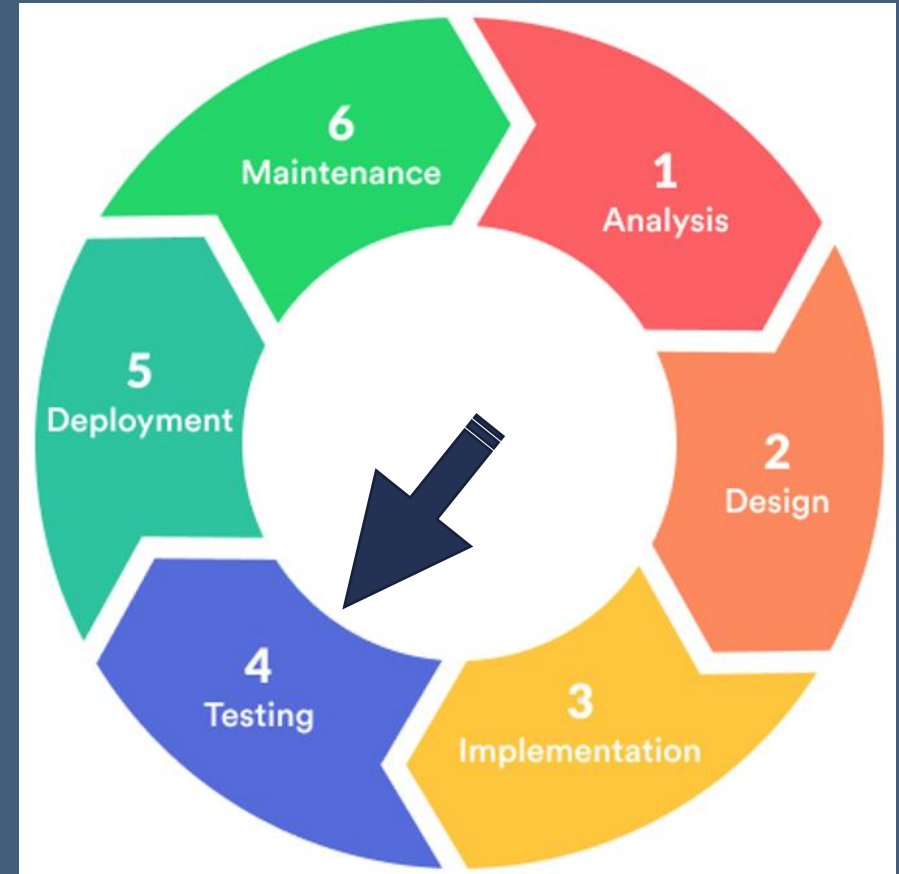 1
Analysis
2
Design
3
Implementation
4
Testing
5
Deployment
6
Maintenance